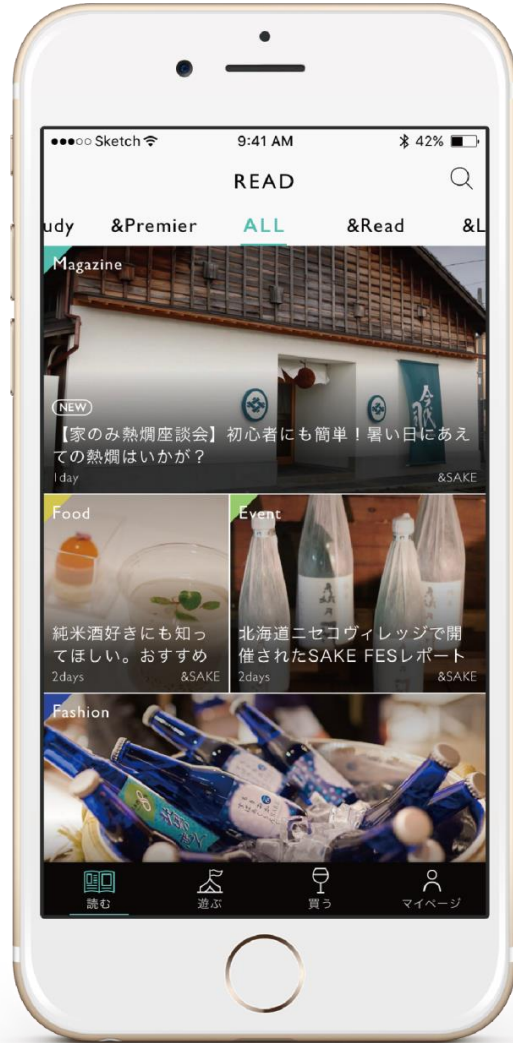 ●●●○○ Sketch 9:41 AM 42%
READ
udy &Premier ALL &Read &L
Magazine
NEW
【家のみ熱燗座談会】初心者にも簡単！暑い日にあえ
ての熱燗はいかが？
1day &SAKE
Food
純米酒好きにも知っ
てほしい。おすすめ
2days &SAKE
Event
北海道ニセコヴィレッジで開
催されたSAKE FESレポート
2days &SAKE
Fashion
読む 遊ぶ 買う マイページ